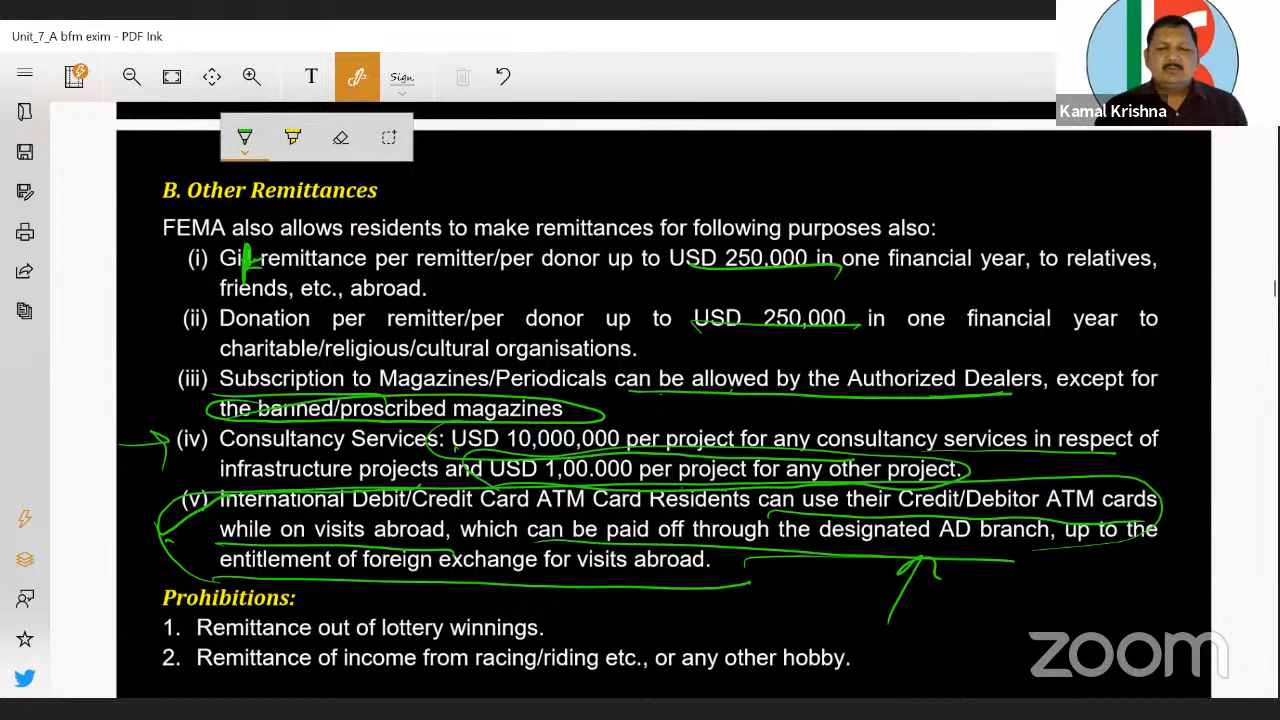 Unit_7_A bfm exim - PDF Ink
T
Sign
Kamal Krishna
B. Other Remittances
FEMA also allows residents to make remittances for following purposes also:
(i) remittance per remitter/per donor up to USD 250,000 in one financial year, to relatives,
friends, etc., abroad.
(ii) Donation per remitter/per donor up to USD 250,000 in one financial year to
charitable/religious/cultural organisations.
(iii) Subscription to Magazines/Periodicals can be allowed by the Authorized Dealers, except for
the banned/proscribed magazines
(iv) Consultancy Services: USD 10,000,000 per project for any consultancy services in respect of
infrastructure projects and USD 1,00.000 per project for any other project.
(v) International Debit/Credit Card ATM Card Residents can use their Credit/Debitor ATM cards
while on visits abroad, which can be paid off through the designated AD branch, up to the
entitlement of foreign exchange for visits abroad.
Prohibitions:
1. Remittance out of lottery winnings.
2. Remittance of income from racing/riding etc., or any other hobby.
zoom